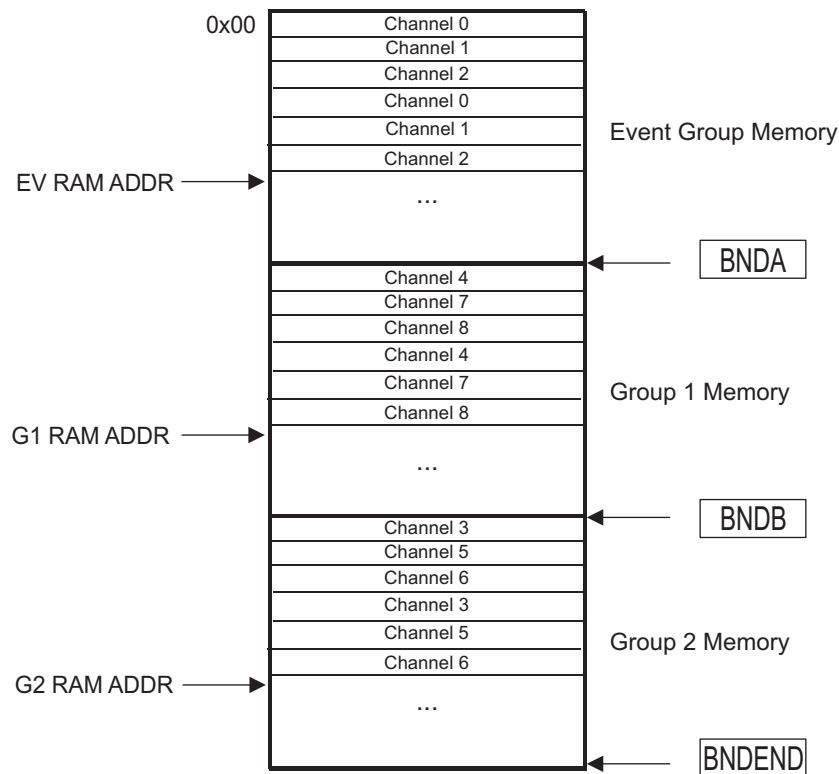 0x00
Channel 0
Channel 1
Channel 2
Channel 0
Channel 1
Channel 2
...
Event Group Memory
EV RAM ADDR
BNDA
Channel 4
Channel 7
Channel 8
Channel 4
Channel 7
Channel 8
...
Group 1 Memory
G1 RAM ADDR
BNDB
Channel 3
Channel 5
Channel 6
Channel 3
Channel 5
Channel 6
...
Group 2 Memory
G2 RAM ADDR
BNDEND